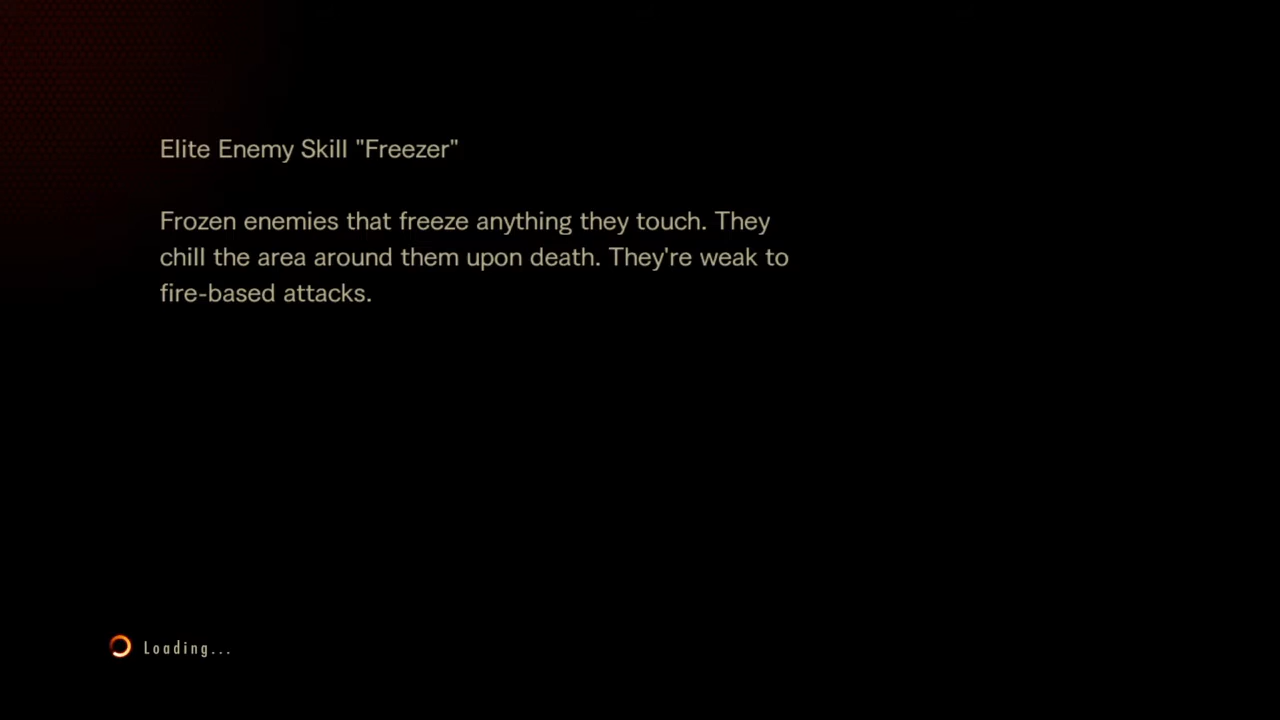 Elite Enemy Skill "Freezer"
Frozen enemies that freeze anything they touch. They
chill the area around them upon death. They're weak to
fire-based attacks.
Loading...